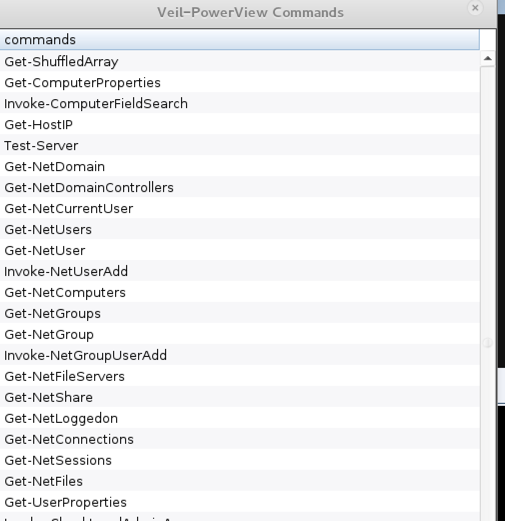 Veil-PowerView Commands
commands
Get-ShuffledArray
Get-ComputerProperties
Invoke-ComputerFieldSearch
Get-HostIP
Test-Server
Get-NetDomain
Get-NetDomainControllers
Get-NetCurrentUser
Get-NetUsers
Get-NetUser
Invoke-NetUserAdd
Get-NetComputers
Get-NetGroups
Get-NetGroup
Invoke-NetGroupUserAdd
Get-NetFileServers
Get-NetShare
Get-NetLoggedon
Get-NetConnections
Get-NetSessions
Get-NetFiles
Get-UserProperties